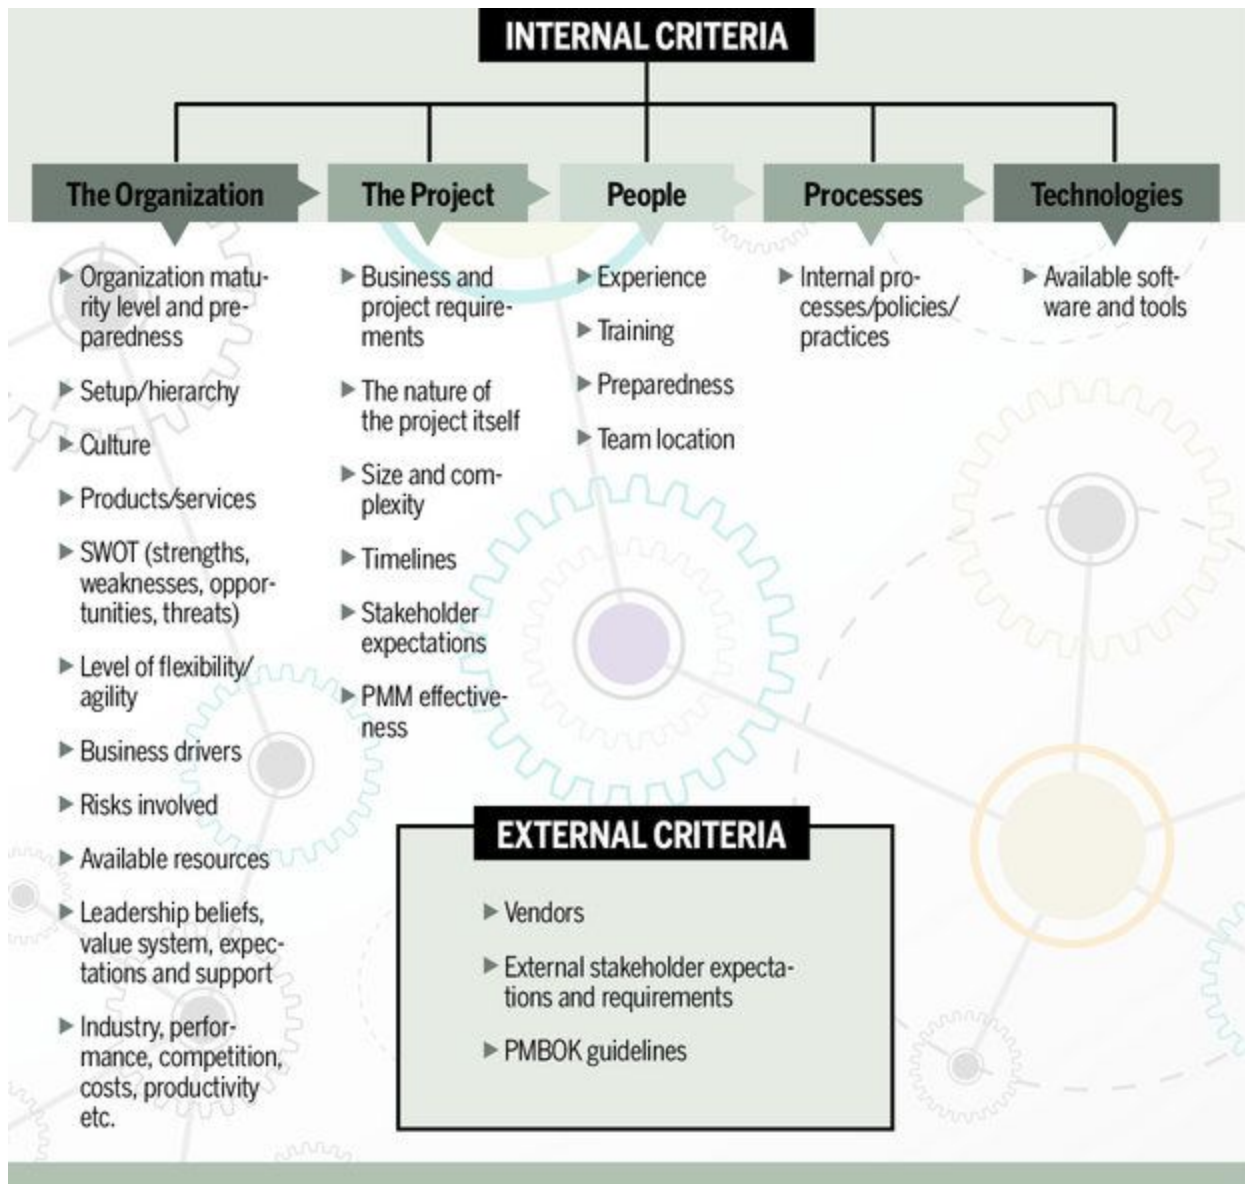 INTERNAL CRITERIA
The Organization
Organization matu-
rity level and pre-
paredness
Setup/hierarchy
Culture
Products/services
SWOT (strengths,
weaknesses, oppor-
tunities, threats)
Level of flexibility/
agility
Business drivers
Risks involved
Available resources
Leadership beliefs,
value system, expec-
tations and support
Industry, perfor-
mance, competition,
costs, productivity
etc.
The Project
Business and
project require-
ments
The nature of
the project itself
Size and com-
plexity
Timelines
Stakeholder
expectations
PMM effective-
ness
People
Experience
Training
Preparedness
Team location
Processes
Internal pro-
cesses/policies/
practices
Technologies
Available soft-
ware and tools
EXTERNAL CRITERIA
Vendors
External stakeholder expecta-
tions and requirements
PMBOK guidelines